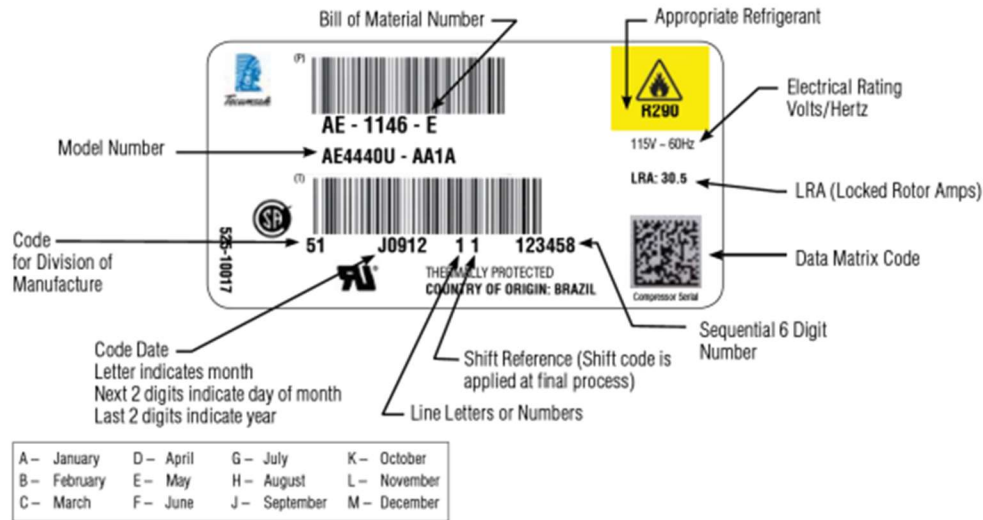 Bill of Material Number
Appropriate Refrigerant
Tecumseh
(P)
AE - 1146 - E
R290
Electrical Rating
Volts/Hertz
115V – 60Hz
Model Number
AE4440U - AA1A
(T)
LRA: 30.5
LRA (Locked Rotor Amps)
SA
Code
for Division of
Manufacture
51 J0912 1 1 123458
525-10017
THERMALLY PROTECTED
COUNTRY OF ORIGIN: BRAZIL
Data Matrix Code
Compressor Serial
Sequential 6 Digit
Number
Code Date
Letter indicates month
Next 2 digits indicate day of month
Last 2 digits indicate year
Shift Reference (Shift code is
applied at final process)
Line Letters or Numbers
A – January D – April G – July K – October
B – February E – May H – August L – November
C – March F – June J – September M – December